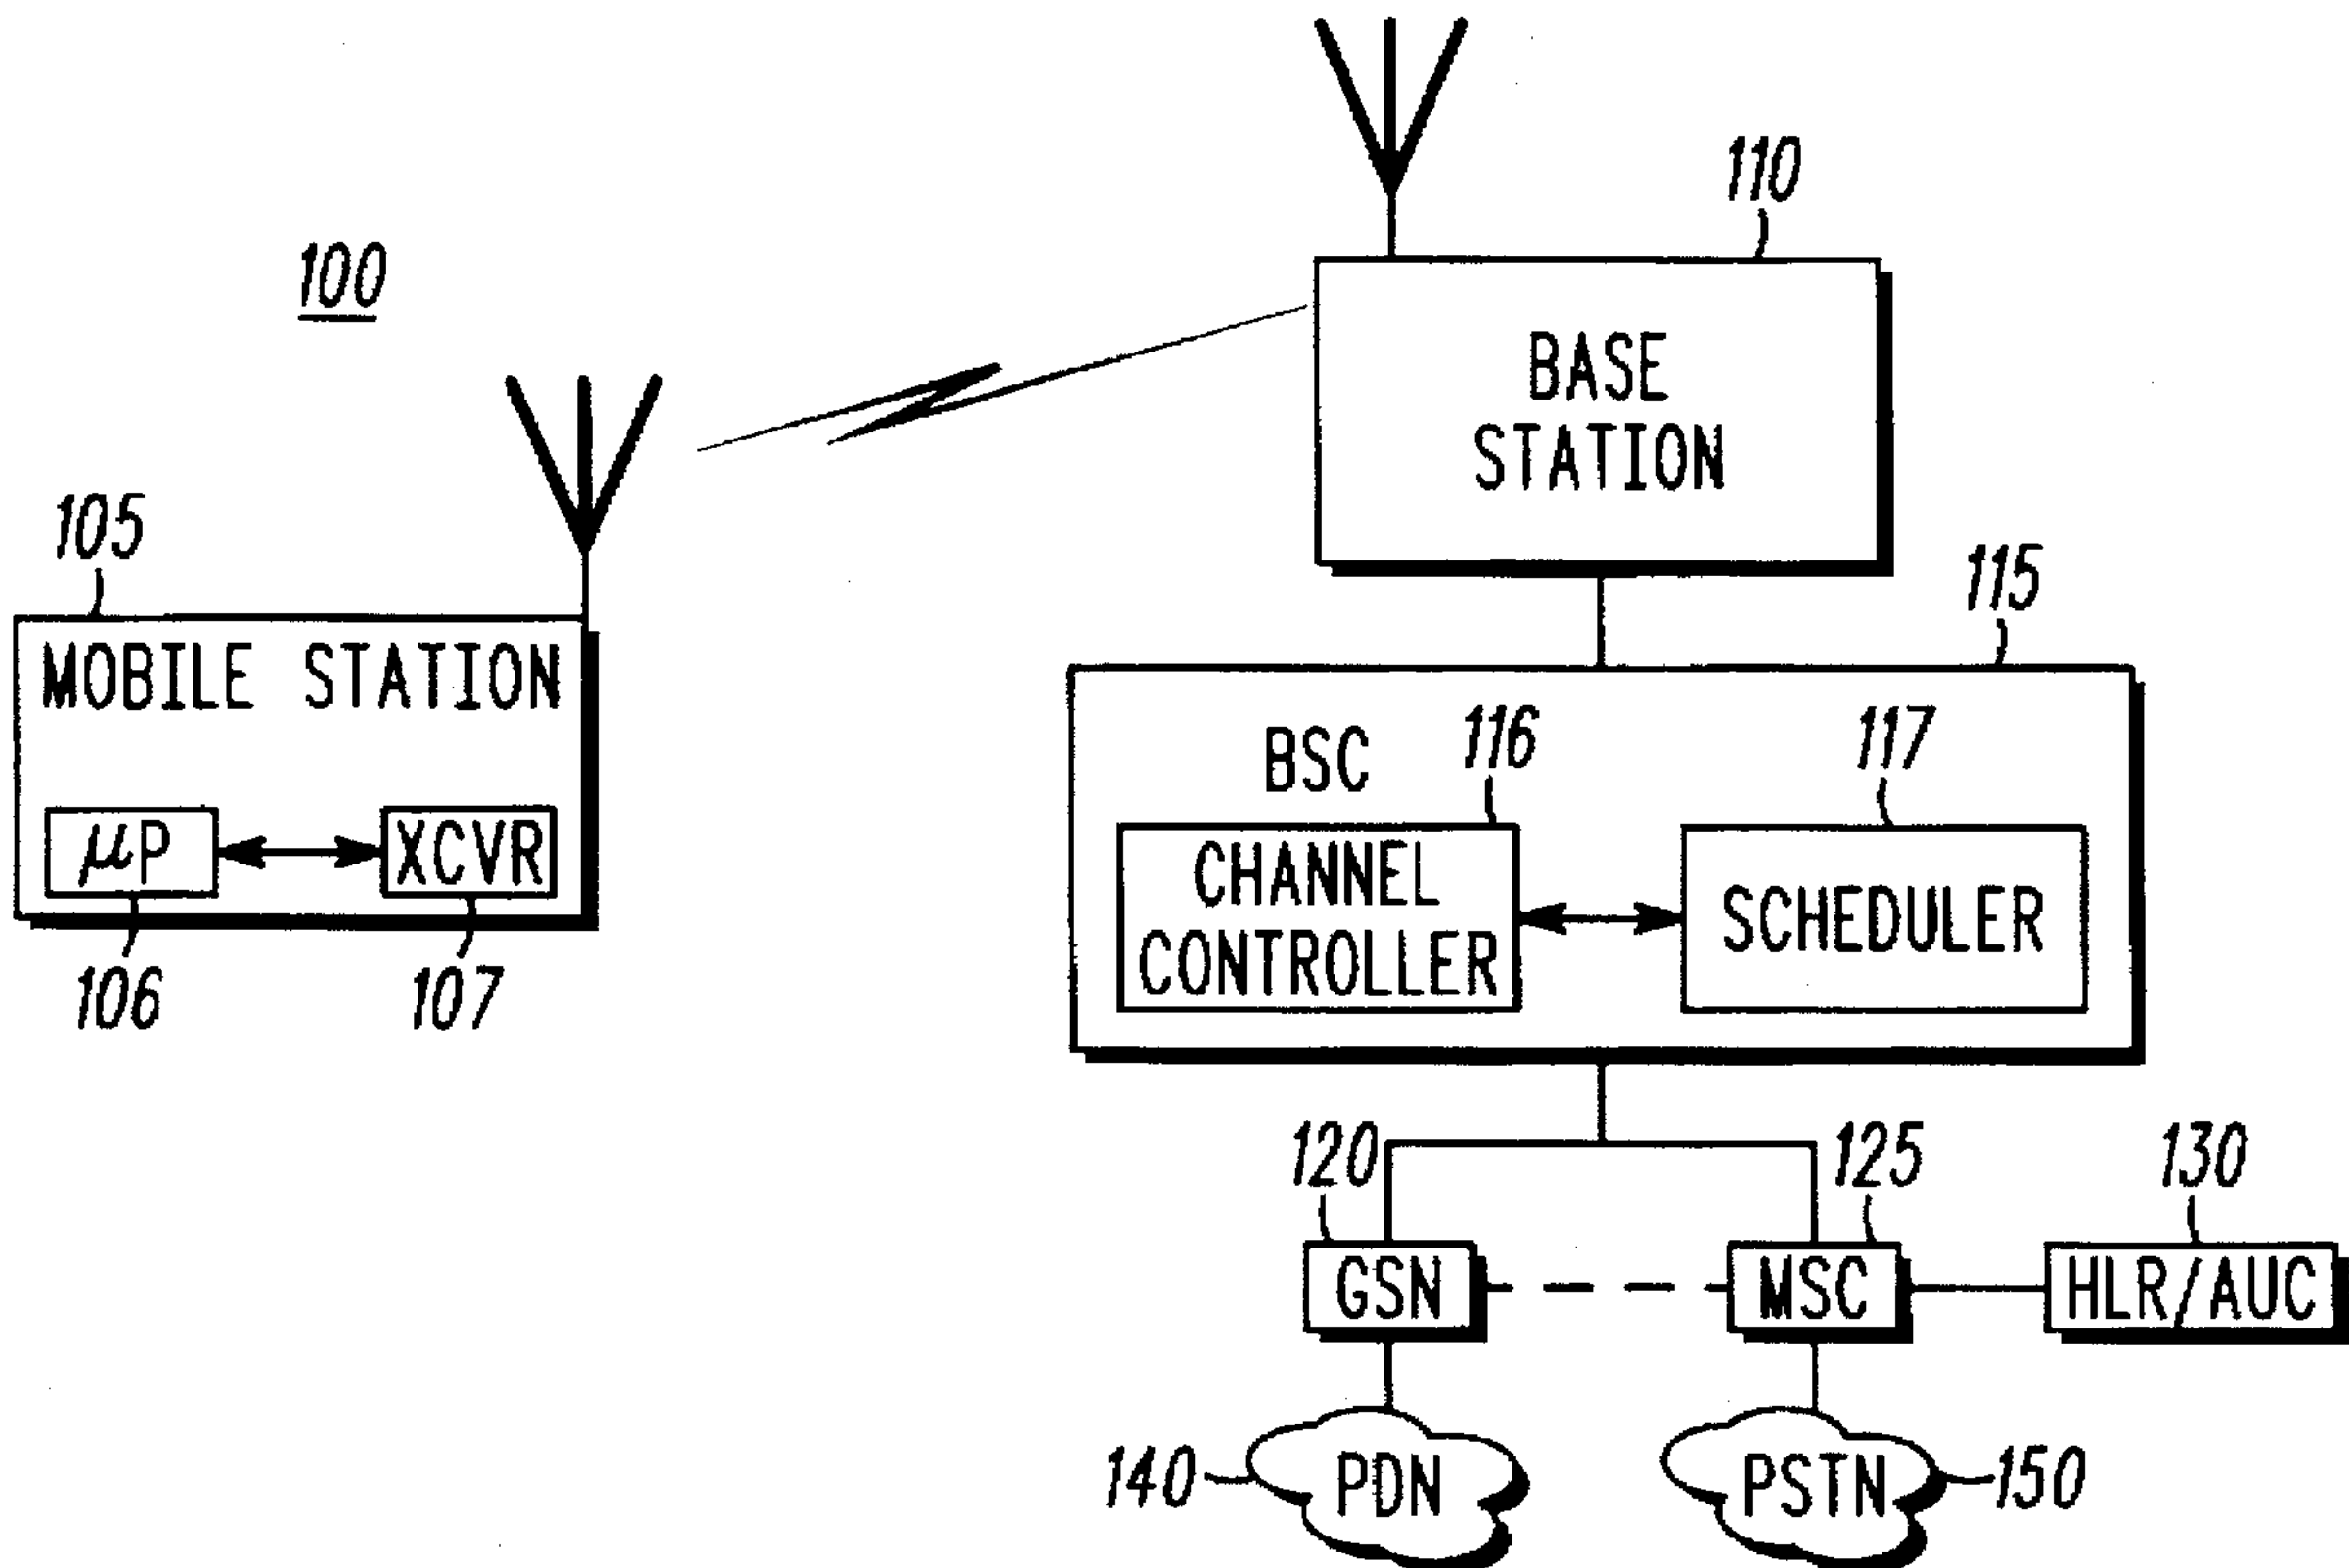 110
100
BASE
STATION
105
115
MOBILE STATION
BSC
116
117
μP
XCVR
CHANNEL
CONTROLLER
SCHEDULER
106
107
120
125
130
GSN
MSC
HLR/AUC
140
PDN
PSTN
150